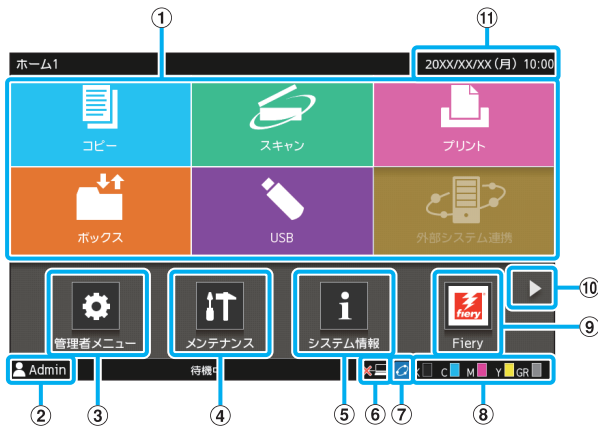 ① ⑪
ホーム1 20XX/XX/XX(月) 10:00
コピー スキャン プリント
ボックス USB 外部システム連携
⑩
fiery
⑨
管理者メニュー メンテナンス システム情報 Fiery
Admin 待機中 K C M Y GR
② ③ ④ ⑤ ⑥ ⑦ ⑧